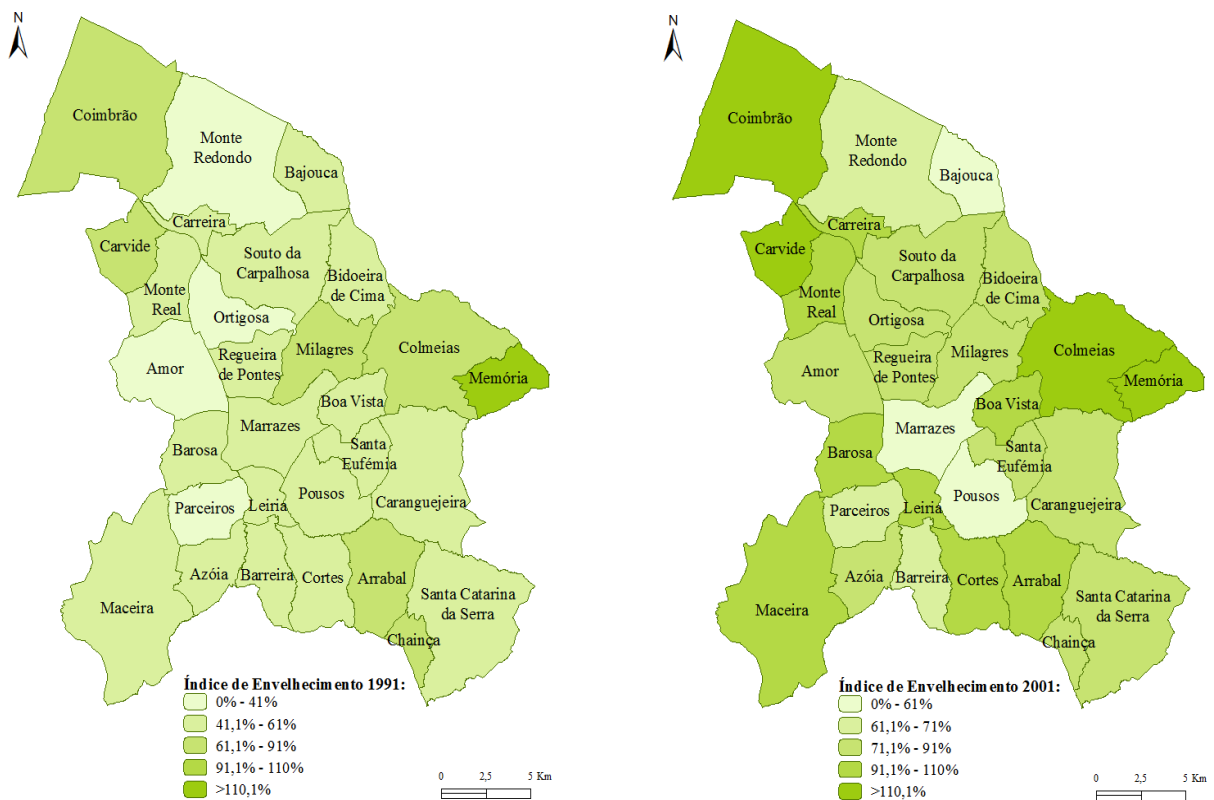 N
Coimbrão
Monte
Redondo
Bajouca
Carreira
Carvide
Souto da
Carpalhosa
Bidoeira
de Cima
Monte
Real
Ortigosa
Milagres
Colmeias
Regueira
de Pontes
Amor
Memória
Boa Vista
Marrazes
Barosa
Santa
Eufémia
Pousos
Leiria
Parceiros
Caranguejeira
Azóia
Barreira
Cortes
Arrabal
Maceira
Santa Catarina
da Serra
Chainça
Índice de Envelhecimento 1991:
0% - 41%
41,1% - 61%
61,1% - 91%
91,1% - 110%
>110,1%
0 2,5 5 Km
N
Coimbrão
Monte
Redondo
Bajouca
Carreira
Carvide
Souto da
Carpalhosa
Bidoeira
de Cima
Monte
Real
Ortigosa
Milagres
Colmeias
Regueira
de Pontes
Amor
Memória
Boa Vista
Marrazes
Barosa
Santa
Eufémia
Pousos
Leiria
Parceiros
Caranguejeira
Azóia
Barreira
Cortes
Arrabal
Maceira
Santa Catarina
da Serra
Chainça
Índice de Envelhecimento 2001:
0% - 61%
61,1% - 71%
71,1% - 91%
91,1% - 110%
>110,1%
0 2,5 5 Km